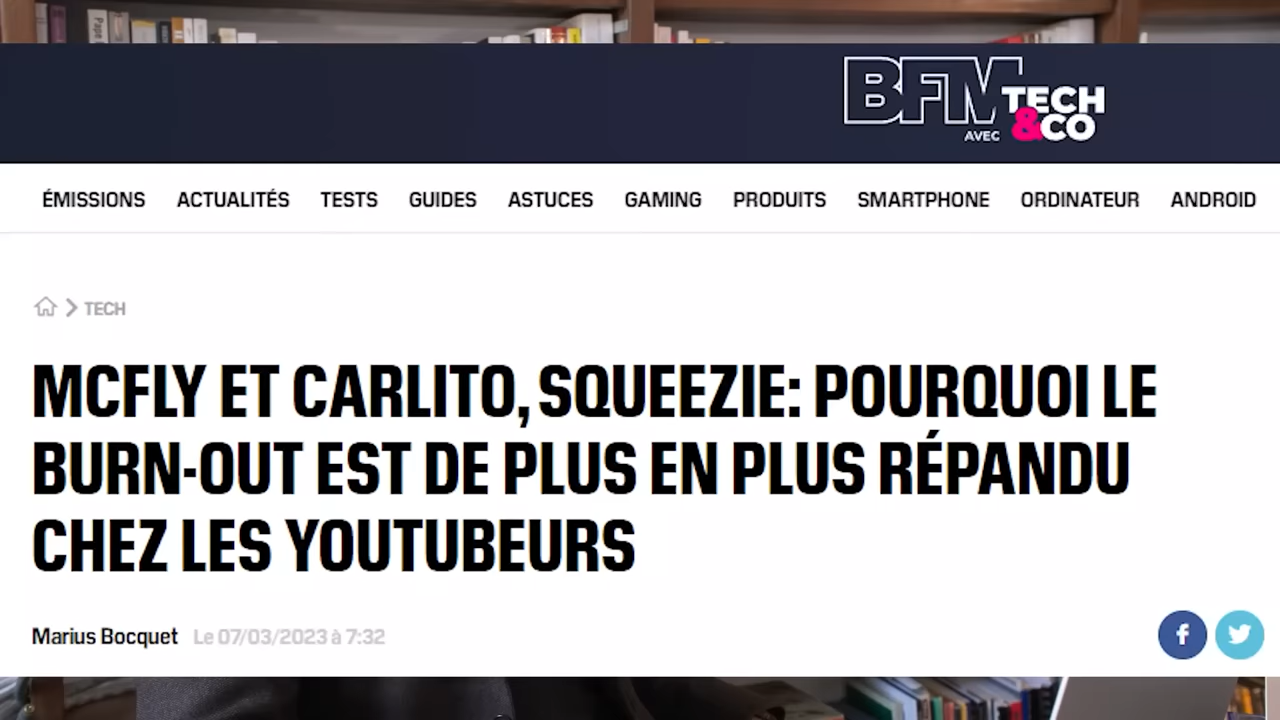 BFM
TECH
AVEC &CO
ÉMISSIONS ACTUALITÉS TESTS GUIDES ASTUCES GAMING PRODUITS SMARTPHONE ORDINATEUR ANDROID
TECH
MCFLY ET CARLITO, SQUEEZIE: POURQUOI LE
BURN-OUT EST DE PLUS EN PLUS RÉPANDU
CHEZ LES YOUTUBEURS
Marius Bocquet Le 07/03/2023 à 7:32